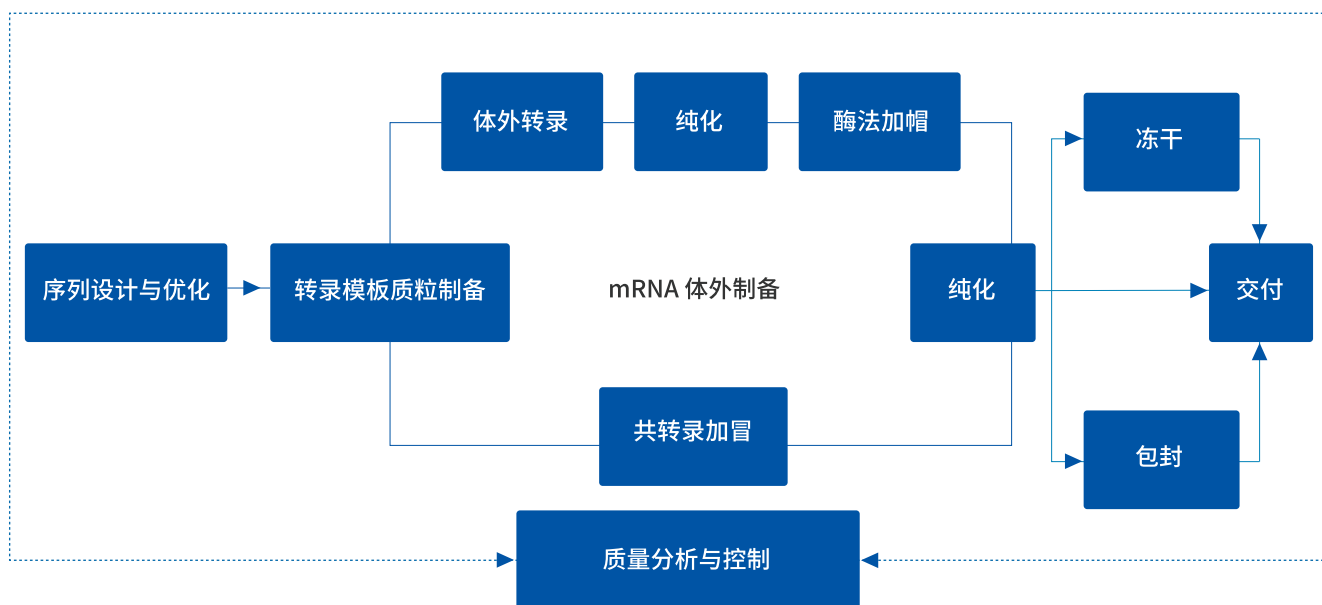 体外转录
纯化
酶法加帽
冻干
序列设计与优化
转录模板质粒制备
mRNA 体外制备
纯化
交付
共转录加冒
包封
质量分析与控制